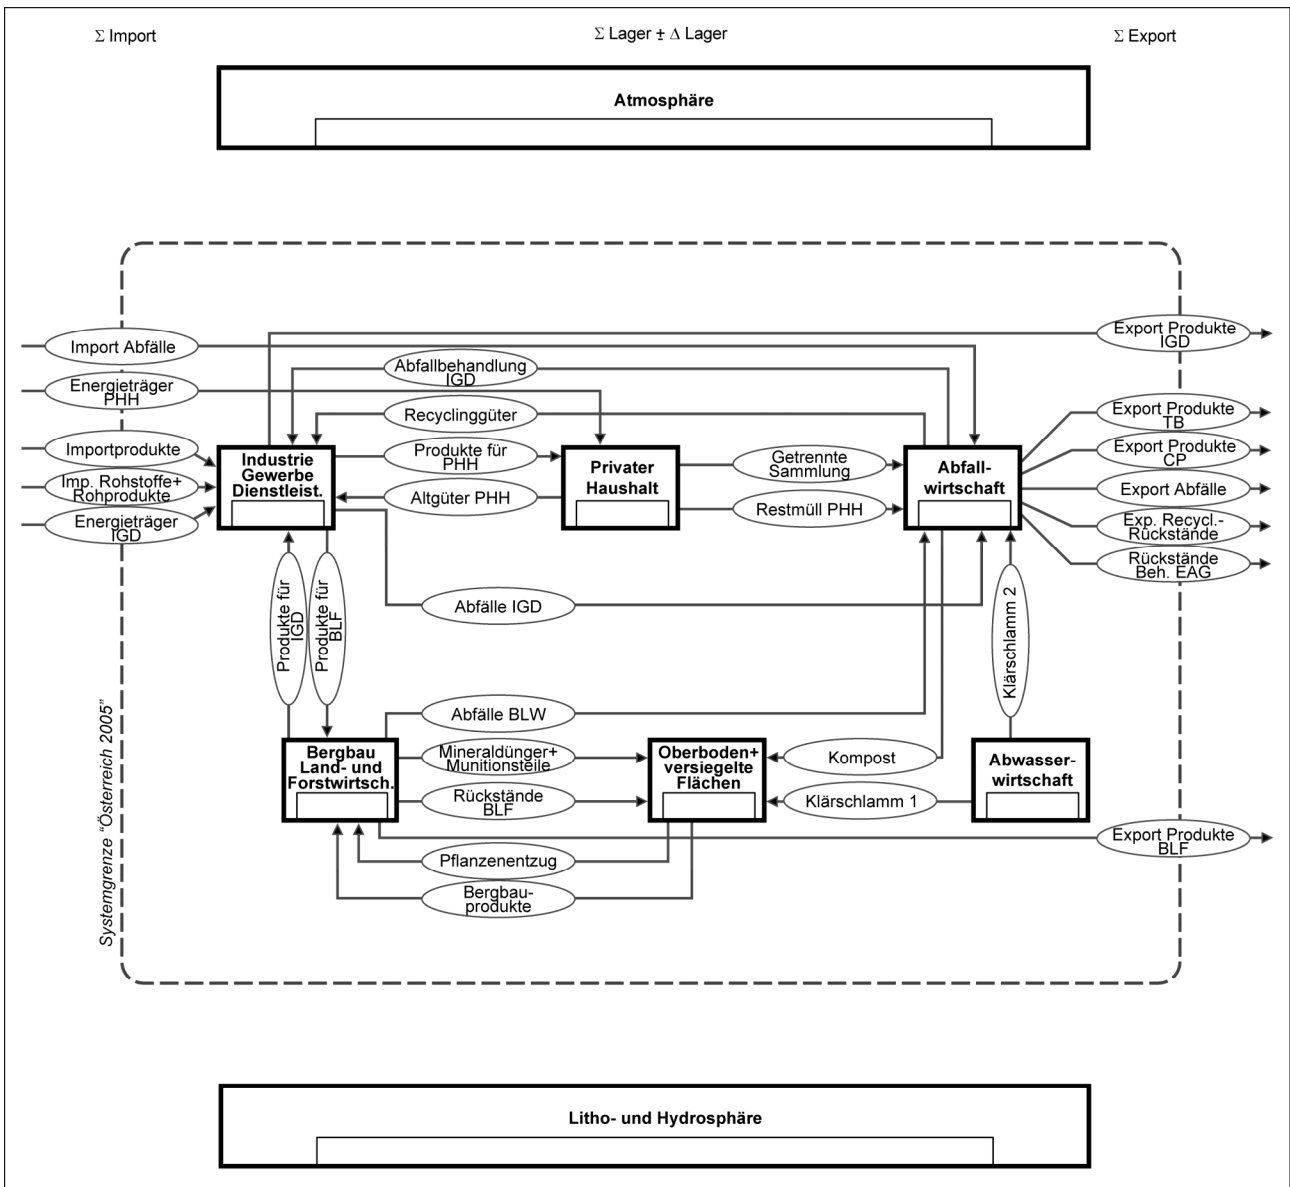 Σ Import
Σ Lager ± Δ Lager
Σ Export
Atmosphäre
Import Abfälle
Export Produkte
IGD
Abfallbehandlung
IGD
Energieträger
PHH
Recyclinggüter
Export Produkte
TB
Importprodukte
Industrie
Gewerbe
Dienstleist.
Produkte für
PHH
Privater
Haushalt
Getrennte
Sammlung
Abfall-
wirtschaft
Export Produkte
CP
Imp. Rohstoffe+
Rohprodukte
Altgüter PHH
Restmüll PHH
Export Abfälle
Energieträger
IGD
Exp. Recycl.-
Rückstände
Rückstände
Beh. EAG
Produkte für
IGD
Produkte für
BLF
Abfälle IGD
Klärschlamm 2
Systemgrenze "Österreich 2005"
Abfälle BLW
Bergbau
Land- und
Forstwirtsch.
Mineraldünger+
Munitionsteile
Oberboden+
versiegelte
Flächen
Kompost
Abwasser-
wirtschaft
Rückstände
BLF
Klärschlamm 1
Export Produkte
BLF
Pflanzenentzug
Bergbau-
produkte
Litho- und Hydrosphäre